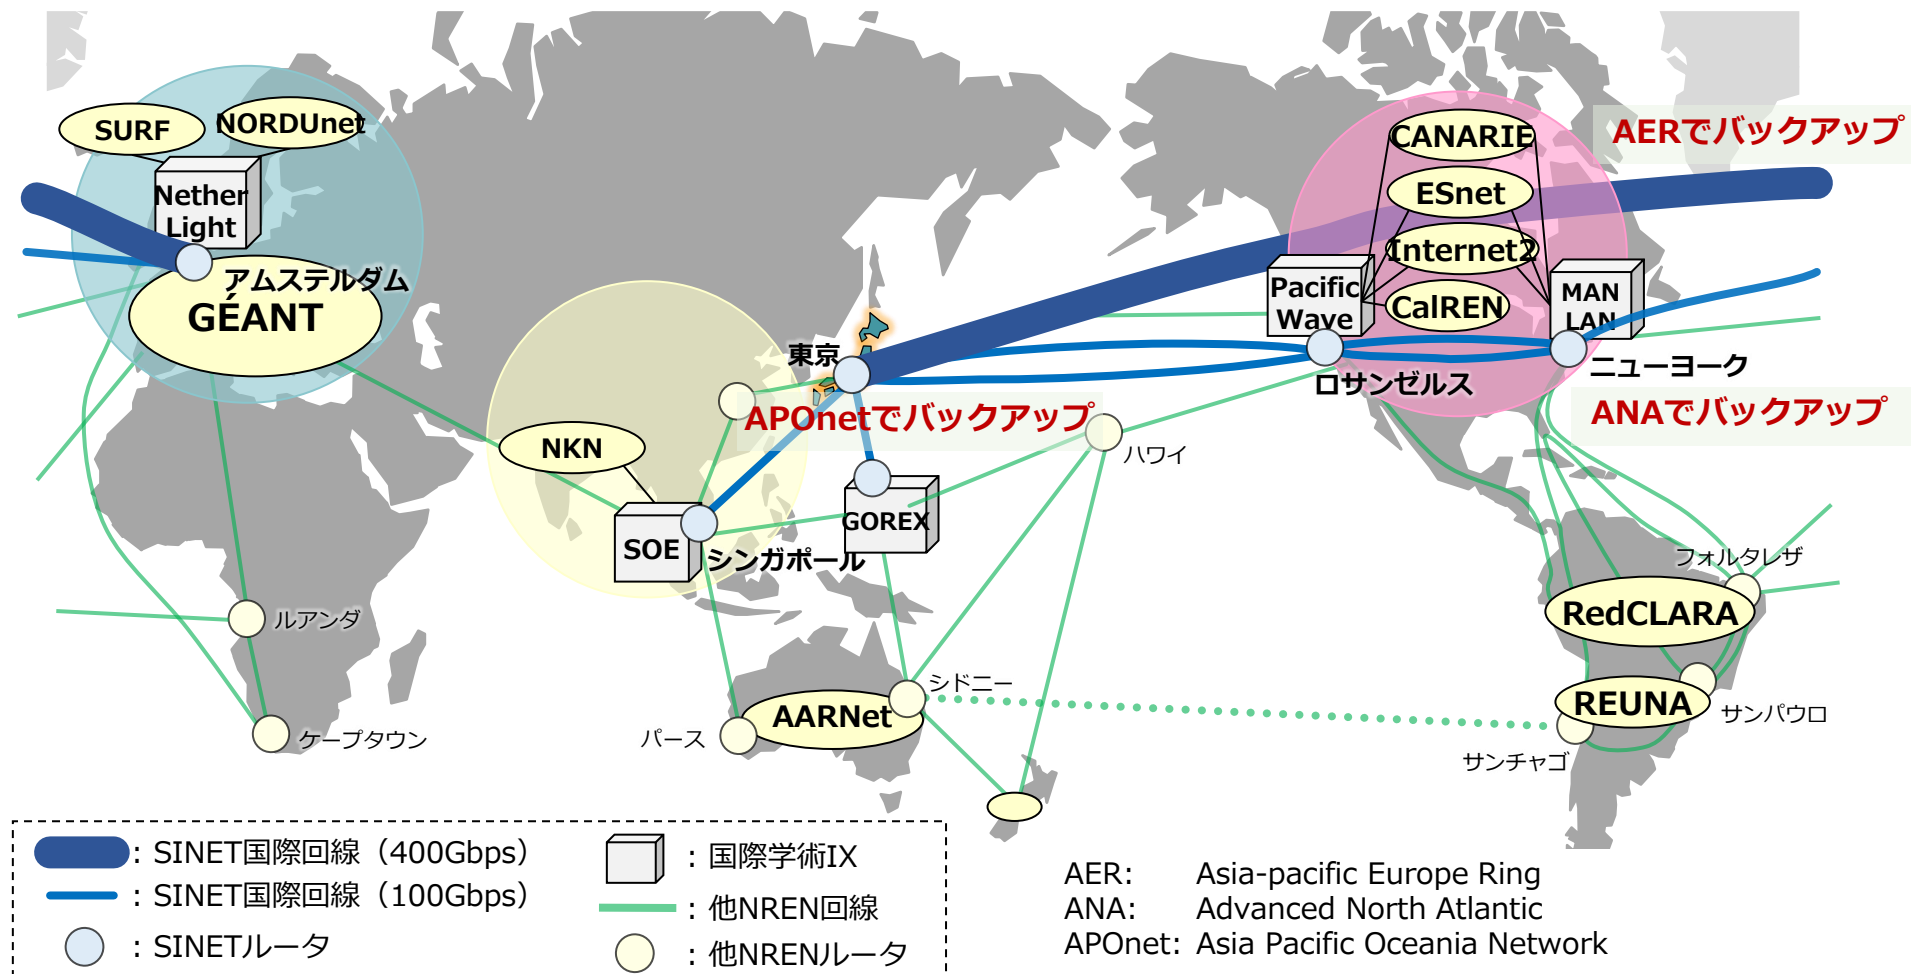 SURF
NORDUnet
Nether
Light
アムステルダム
GÉANT
CANARIE
ESnet
Internet2
CalREN
Pacific
Wave
MAN
LAN
AERでバックアップ
ロサンゼルス
ニューヨーク
ANAでバックアップ
東京
APOnetでバックアップ
NKN
SOE
シンガポール
GOREX
ハワイ
ルアンダ
ケープタウン
パース
AARNet
シドニー
フォルタレザ
RedCLARA
REUNA
サンパウロ
サンチャゴ
: SINET国際回線（400Gbps）
: SINET国際回線（100Gbps）
: SINETルータ
: 国際学術IX
: 他NREN回線
: 他NRENルータ
AER: Asia-pacific Europe Ring
ANA: Advanced North Atlantic
APOnet: Asia Pacific Oceania Network